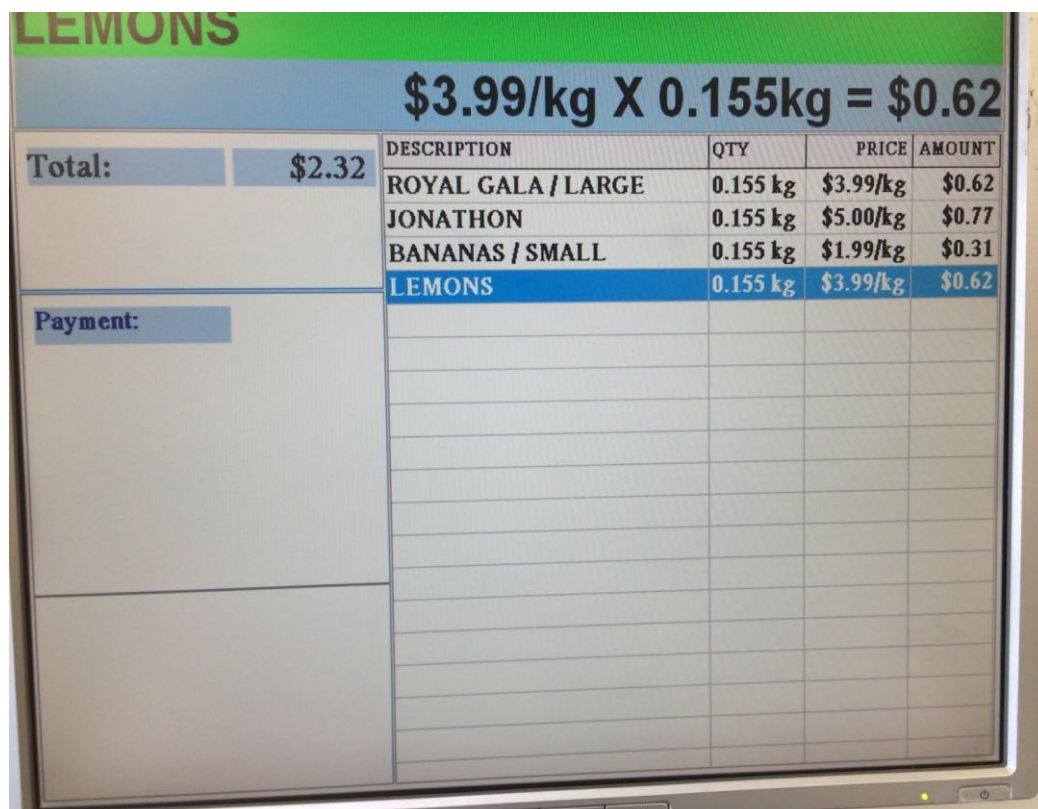 LEMONS
$3.99/kg X 0.155kg = $0.62
Total: $2.32
DESCRIPTION QTY PRICE AMOUNT
ROYAL GALA / LARGE 0.155 kg $3.99/kg $0.62
JONATHON 0.155 kg $5.00/kg $0.77
BANANAS / SMALL 0.155 kg $1.99/kg $0.31
LEMONS 0.155 kg $3.99/kg $0.62
Payment: